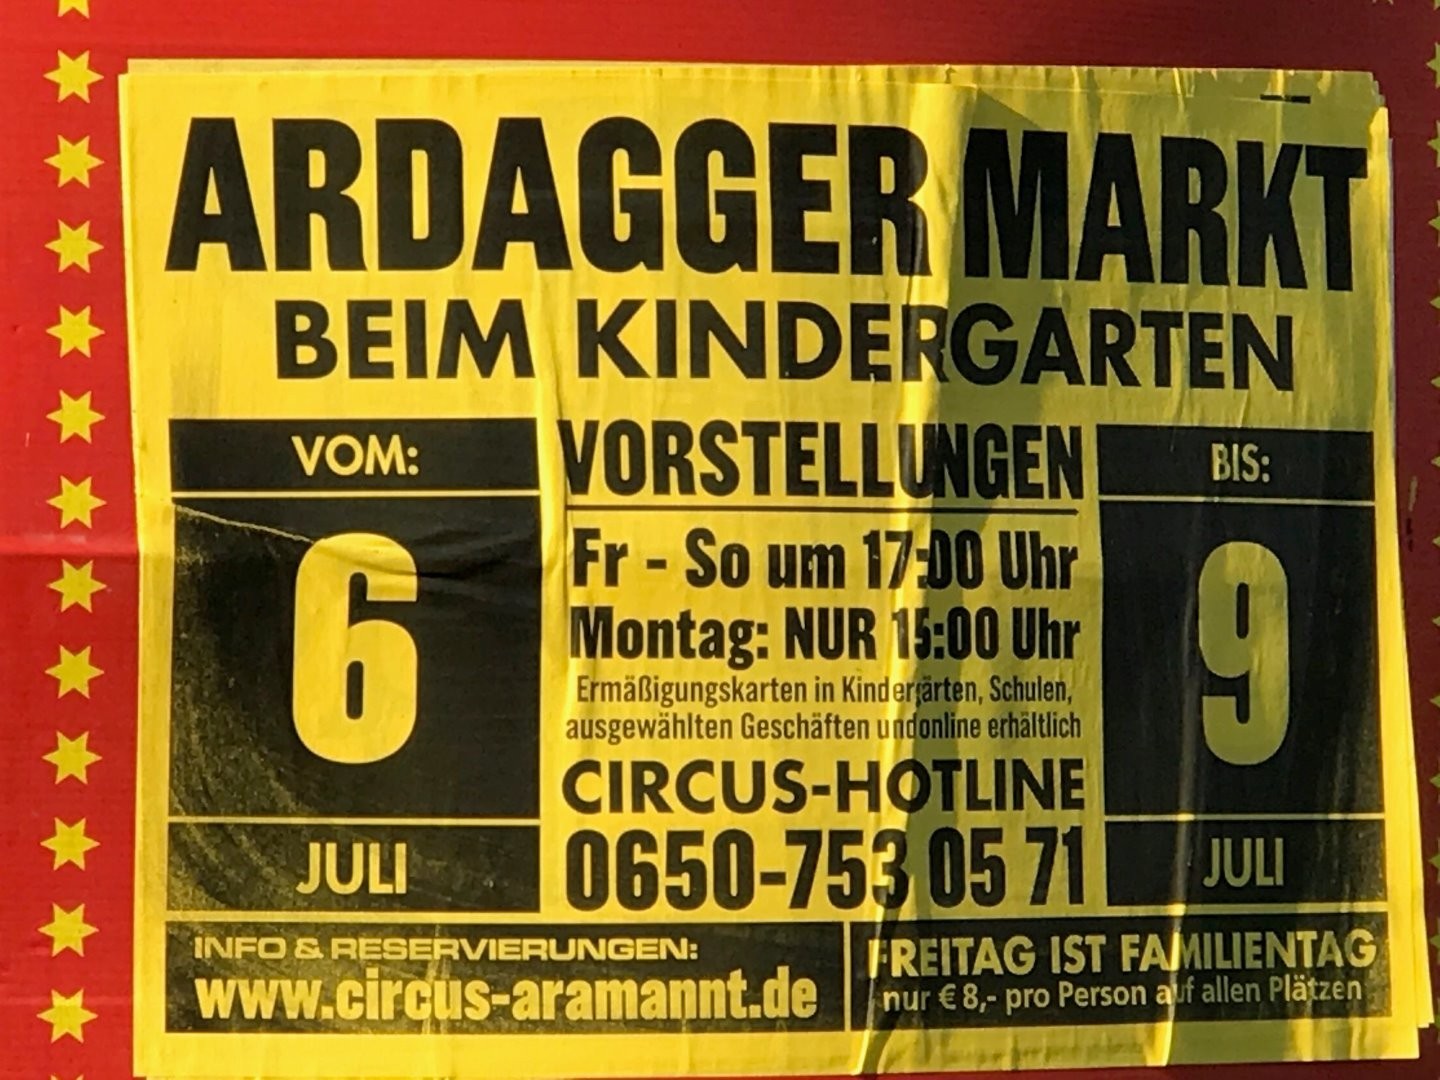 ARDAGGER MARKT
BEIM KINDERGARTEN
VOM:
6
JULI
VORSTELLUNGEN
Fr - So um 17:00 Uhr
Montag: NUR 15:00 Uhr
Ermäßigungskarten in Kindergärten, Schulen,
ausgewählten Geschäften und online erhältlich
CIRCUS-HOTLINE
0650-753 05 71
BIS:
9
JULI
INFO & RESERVIERUNGEN:
www.circus-aramannt.de
FREITAG IST FAMILIENTAG
nur € 8,- pro Person auf allen Plätzen